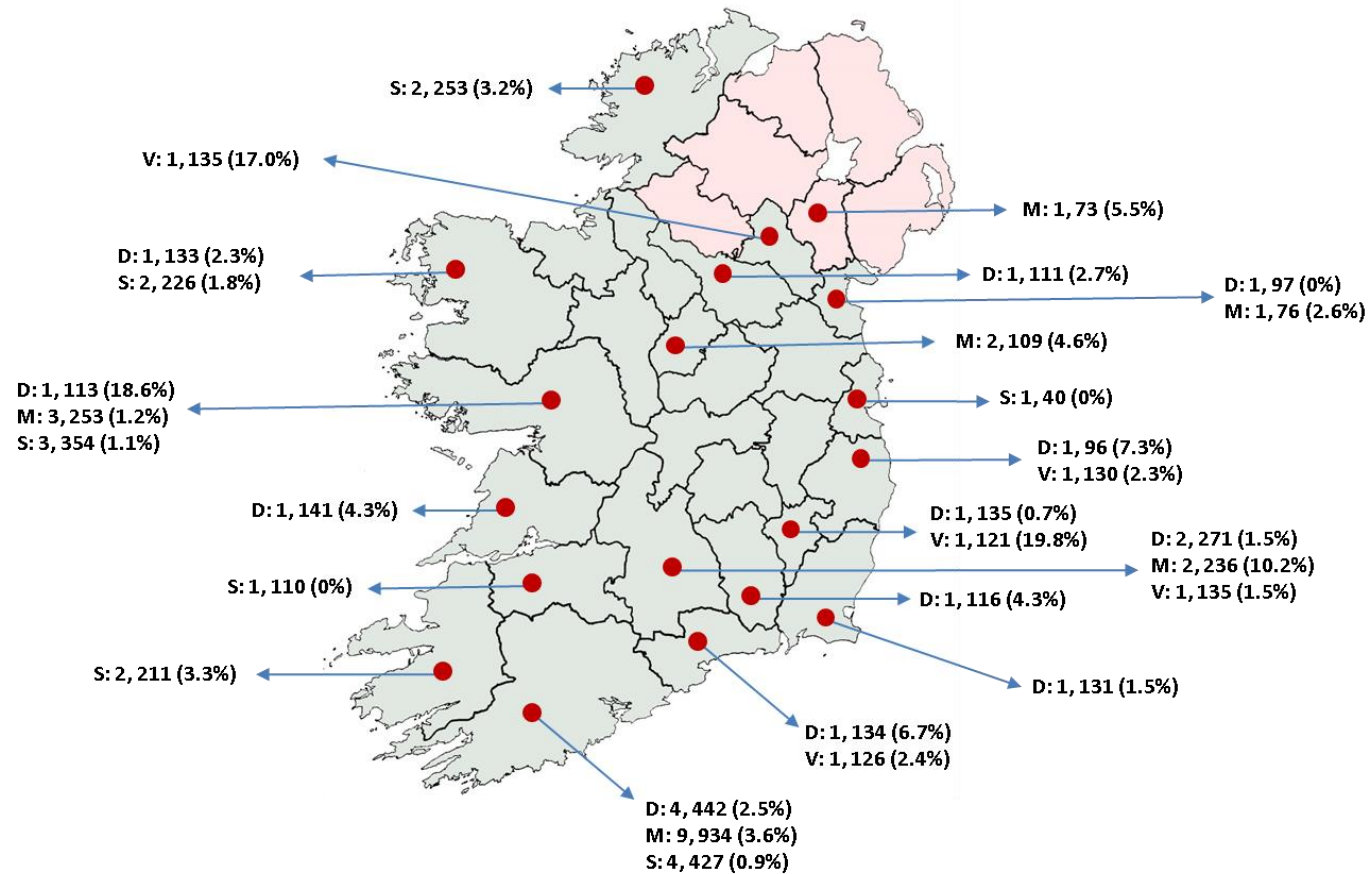 S: 2, 253 (3.2%)
V: 1, 135 (17.0%)
M: 1, 73 (5.5%)
D: 1, 133 (2.3%)
S: 2, 226 (1.8%)
D: 1, 111 (2.7%)
D: 1, 97 (0%)
M: 1, 76 (2.6%)
M: 2, 109 (4.6%)
D: 1, 113 (18.6%)
M: 3, 253 (1.2%)
S: 3, 354 (1.1%)
S: 1, 40 (0%)
D: 1, 96 (7.3%)
V: 1, 130 (2.3%)
D: 1, 141 (4.3%)
D: 1, 135 (0.7%)
V: 1, 121 (19.8%)
D: 2, 271 (1.5%)
M: 2, 236 (10.2%)
V: 1, 135 (1.5%)
S: 1, 110 (0%)
D: 1, 116 (4.3%)
S: 2, 211 (3.3%)
D: 1, 131 (1.5%)
D: 1, 134 (6.7%)
V: 1, 126 (2.4%)
D: 4, 442 (2.5%)
M: 9, 934 (3.6%)
S: 4, 427 (0.9%)